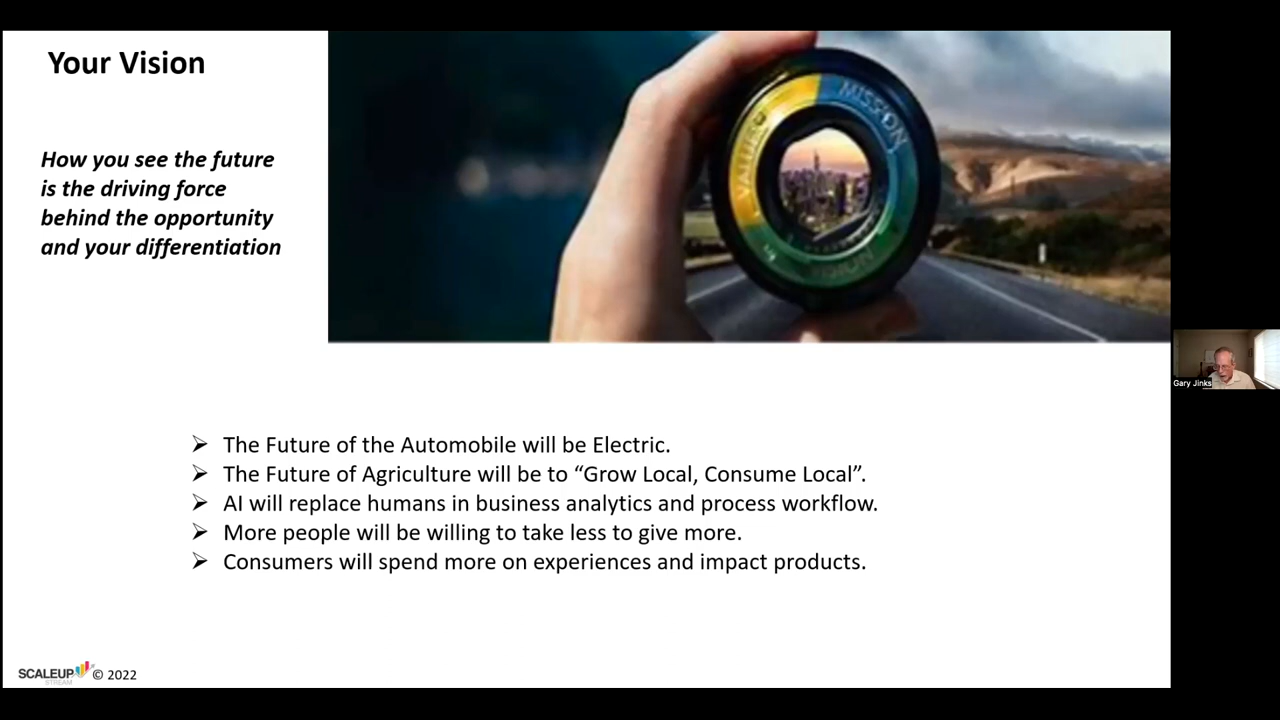 Your Vision
How you see the future
is the driving force
behind the opportunity
and your differentiation
VALUES
MISSION
VISION
➢ The Future of the Automobile will be Electric.
➢ The Future of Agriculture will be to “Grow Local, Consume Local”.
➢ AI will replace humans in business analytics and process workflow.
➢ More people will be willing to take less to give more.
➢ Consumers will spend more on experiences and impact products.
Gary Jinks
SCALEUP
STREAM
© 2022